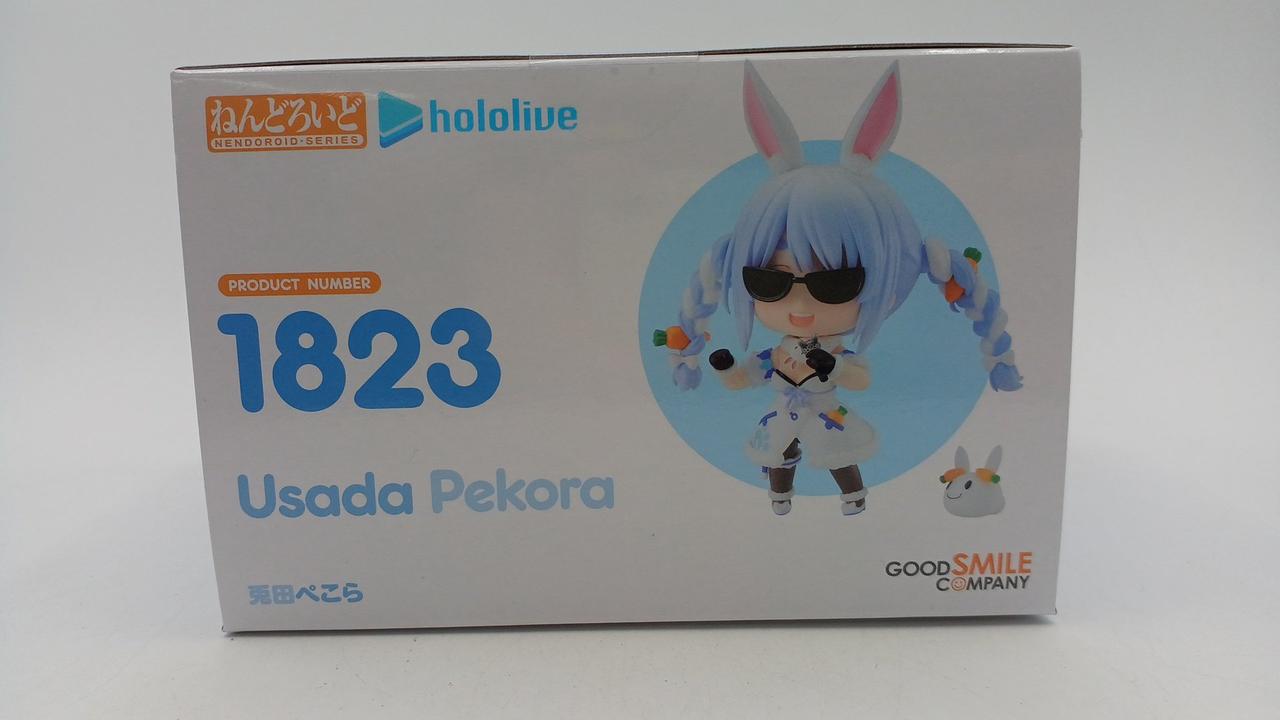 ねんどろいど
NENDOROID·SERIES
hololive
PRODUCT NUMBER
1823
Usada Pekora
兎田ぺこら
GOOD SMILE
COMPANY